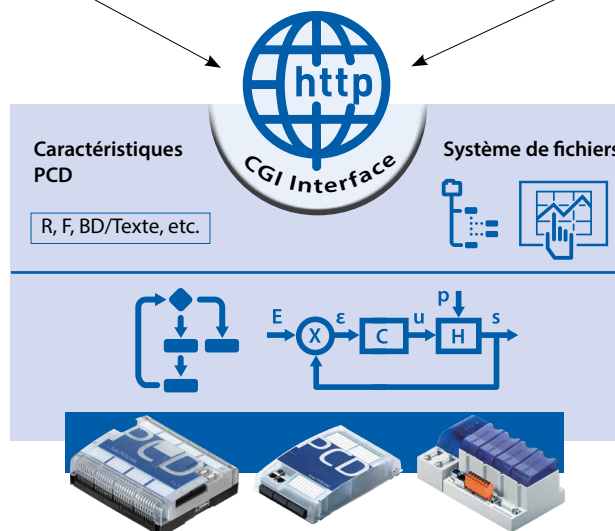 http
CGI Interface
Caractéristiques
PCD
R, F, BD/Texte, etc.
Système de fichiers
p
E
ε
u
s
X
C
H
PCD
PCD